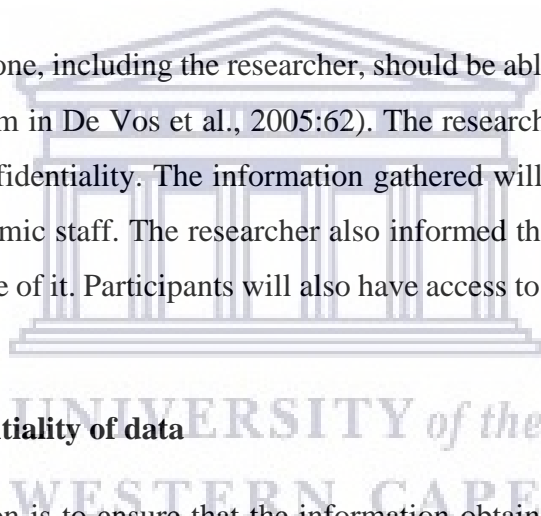 one, including the researcher, should be abl
m in De Vos et al., 2005:62). The research
fidentiality. The information gathered will
mic staff. The researcher also informed th
e of it. Participants will also have access to
tiality of data
UNIVERSITY of the
on is to ensure that the information obtain
WESTERN CAPE